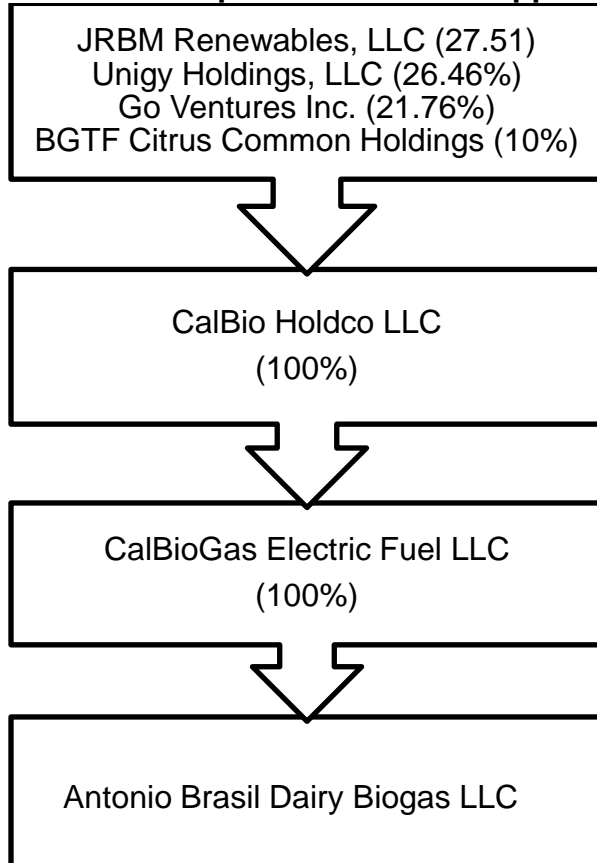 JRBM Renewables, LLC (27.51)
Unigy Holdings, LLC (26.46%)
Go Ventures Inc. (21.76%)
BGTF Citrus Common Holdings (10%)
CalBio Holdco LLC
(100%)
CalBioGas Electric Fuel LLC
(100%)
Antonio Brasil Dairy Biogas LLC